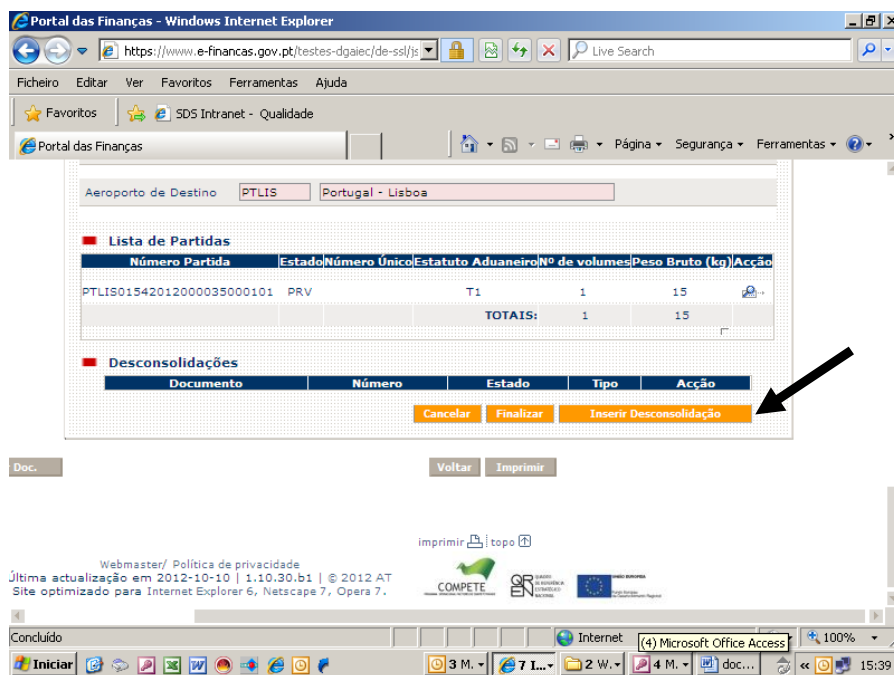 Portal das Finanças - Windows Internet Explorer
https://www.e-financas.gov.pt/testes-dgaiec/de-ssl/js
Live Search
Ficheiro Editar Ver Favoritos Ferramentas Ajuda
Favoritos SDS Intranet - Qualidade
Portal das Finanças Página Segurança Ferramentas
Aeroporto de Destino PTLIS Portugal - Lisboa
Lista de Partidas
Número Partida Estado Número Único Estatuto Aduaneiro Nº de volumes Peso Bruto (kg) Acção
PTLIS01542012000035000101 PRV T1 1 15
TOTAIS: 1 15
Desconsolidações
Documento Número Estado Tipo Acção
Cancelar Finalizar Inserir Desconsolidação
Doc. Voltar Imprimir
imprimir topo
Webmaster/ Política de privacidade
Última actualização em 2012-10-10 | 1.10.30.b1 | © 2012 AT
Site optimizado para Internet Explorer 6, Netscape 7, Opera 7.
COMPETE QREN UNIÃO EUROPEIA
Concluído Internet (4) Microsoft Office Access 100%
Iniciar 3 M. 7 I... 2 W. 4 M. doc... « 15:39